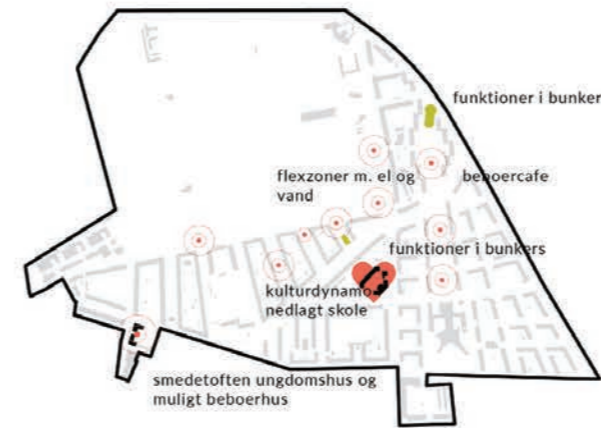 funktioner i bunker
flexzoner m. el og
vand
beboercafe
funktioner i bunkers
kulturdynamo
nedlagt skole
smedetoften ungdomshus og
muligt beboerhus